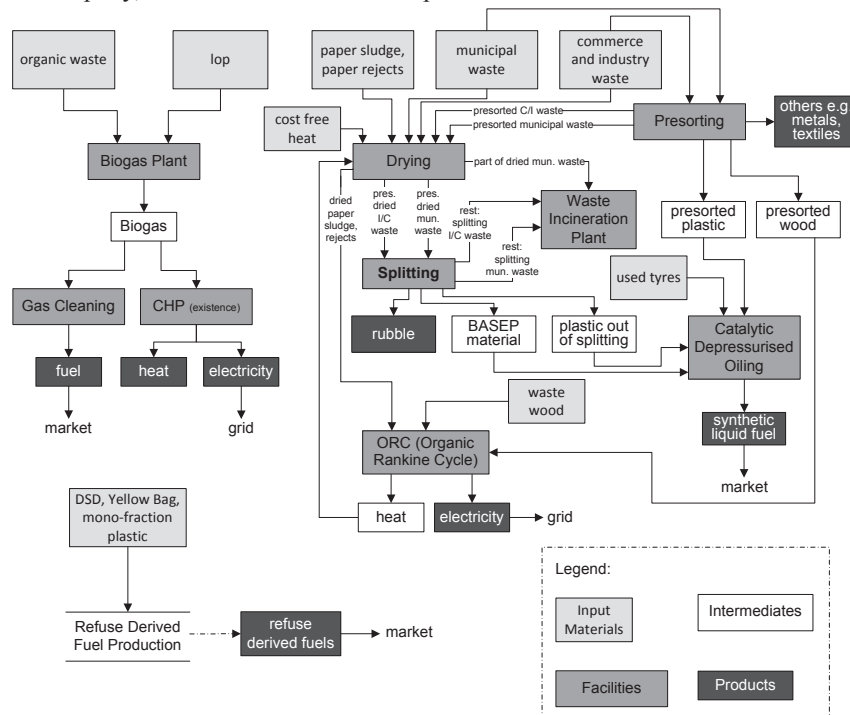 organic waste
lop
paper sludge,
paper rejects
municipal
waste
commerce
and industry
waste
cost free
heat
presorted C/I waste
presorted municipal waste
Presorting
others e.g.
metals,
textiles
Biogas Plant
Drying
part of dried mun. waste
dried
paper
sludge,
rejects
pres.
dried
I/C
waste
pres.
dried
mun.
waste
rest:
splitting
I/C waste
rest:
splitting
mun. waste
Waste
Incineration
Plant
presorted
plastic
presorted
wood
Biogas
Splitting
used tyres
Gas Cleaning
CHP (existence)
rubble
BASEP
material
plastic out
of splitting
Catalytic
Depressurised
Oiling
fuel
heat
electricity
market
grid
waste
wood
synthetic
liquid fuel
market
ORC (Organic
Rankine Cycle)
heat
electricity
grid
DSD, Yellow Bag,
mono-fraction
plastic
Refuse Derived
Fuel Production
refuse
derived fuels
market
Legend:
Input
Materials
Intermediates
Facilities
Products